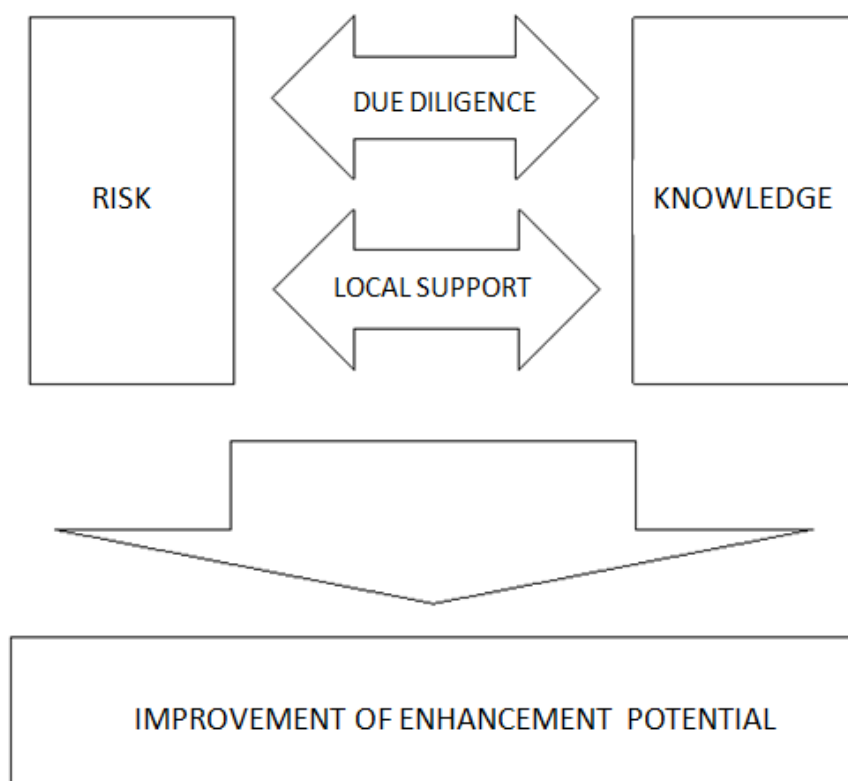 DUE DILIGENCE
RISK
KNOWLEDGE
LOCAL SUPPORT
IMPROVEMENT OF ENHANCEMENT POTENTIAL